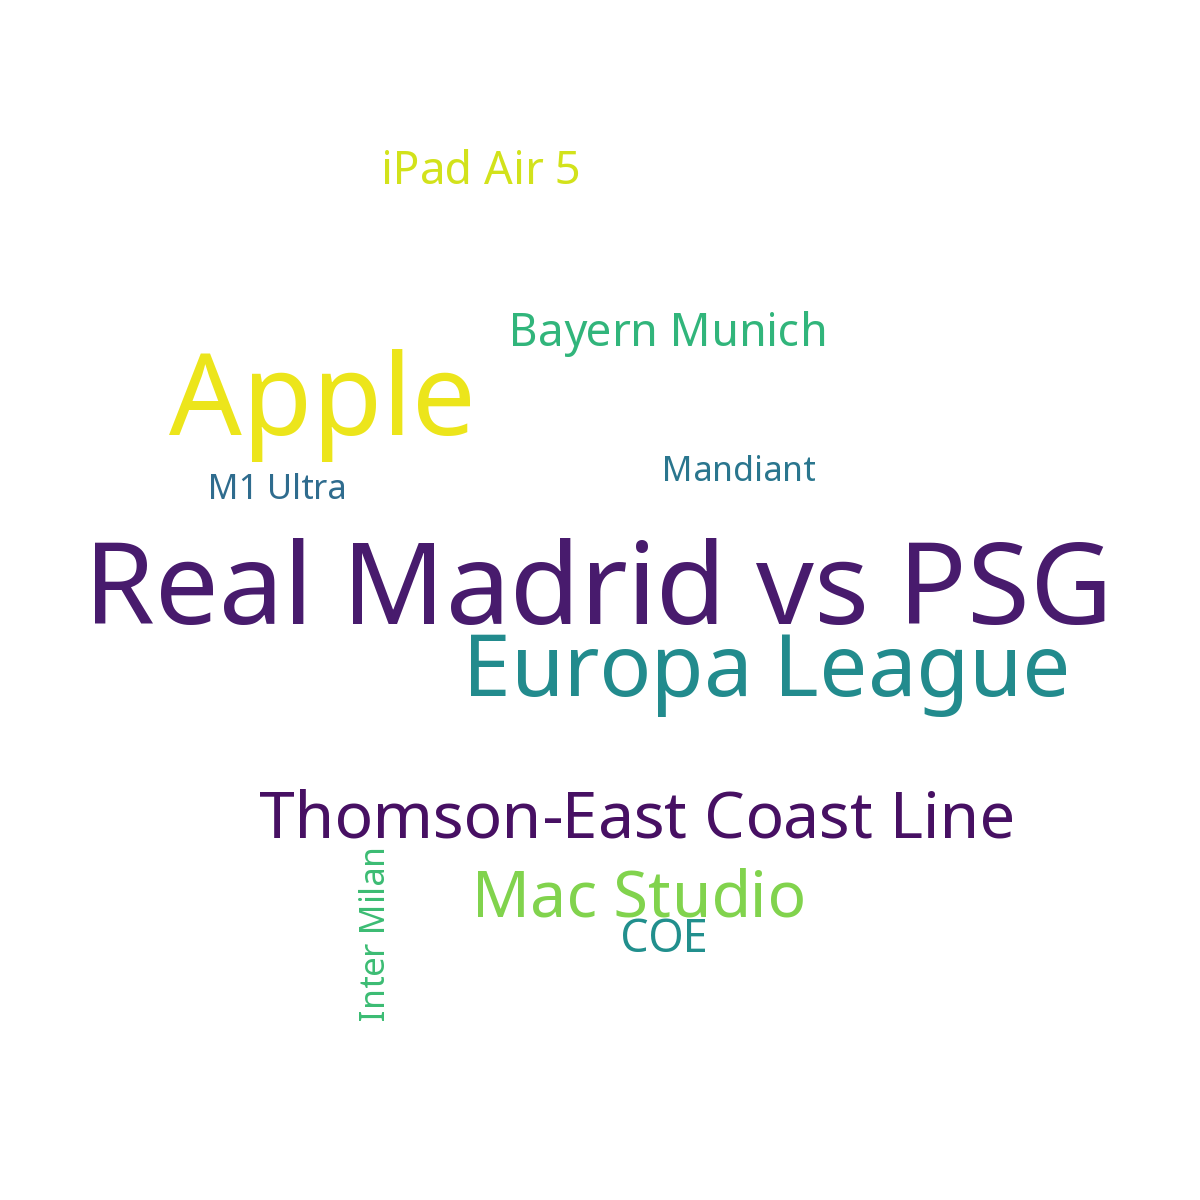 iPad Air 5
Bayern Munich
Apple
Mandiant
M1 Ultra
Real Madrid vs PSG
Europa League
Thomson-East Coast Line
Mac Studio
COE
Inter Milan